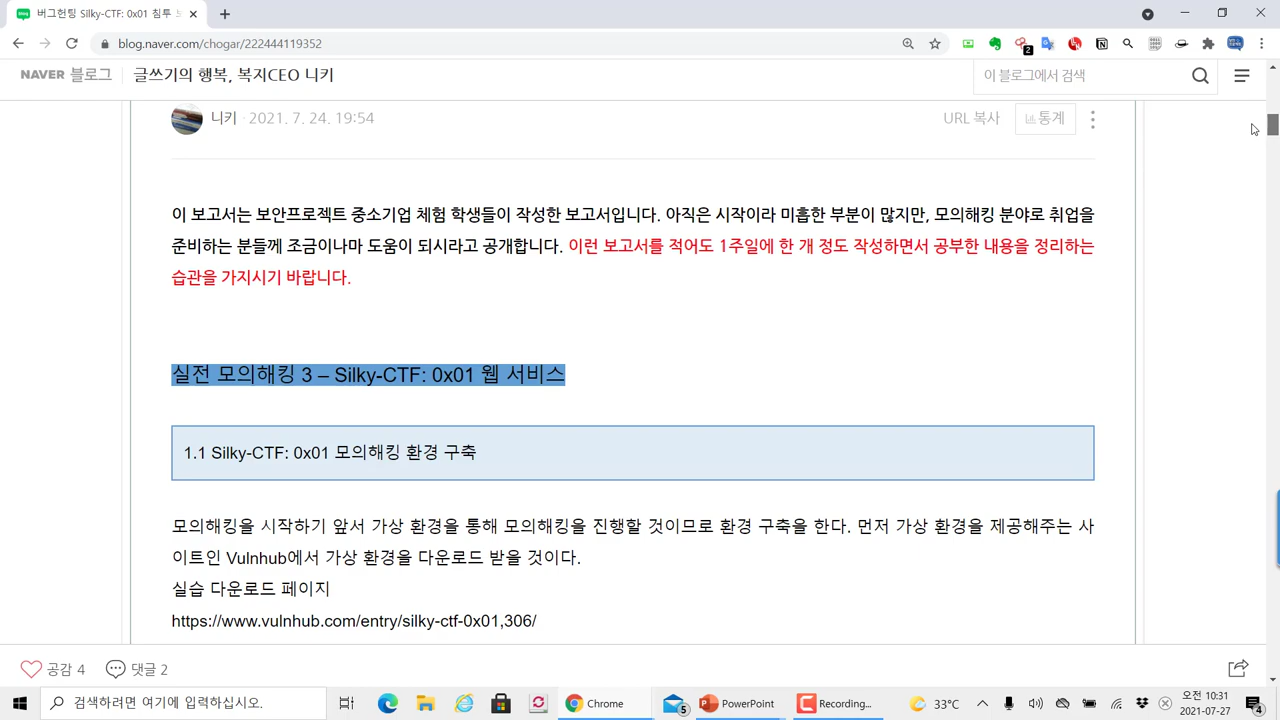 버그헌팅 Silky-CTF: 0x01 침투 보
blog.naver.com/chogar/222444119352
2
NAVER 블로그
글쓰기의 행복, 복지CEO 니키
이 블로그에서 검색
니키 · 2021. 7. 24. 19:54
URL 복사
통계
이 보고서는 보안프로젝트 중소기업 체험 학생들이 작성한 보고서입니다. 아직은 시작이라 미흡한 부분이 많지만, 모의해킹 분야로 취업을
준비하는 분들께 조금이나마 도움이 되시라고 공개합니다. 이런 보고서를 적어도 1주일에 한 개 정도 작성하면서 공부한 내용을 정리하는
습관을 가지시기 바랍니다.
실전 모의해킹 3 – Silky-CTF: 0x01 웹 서비스
1.1 Silky-CTF: 0x01 모의해킹 환경 구축
모의해킹을 시작하기 앞서 가상 환경을 통해 모의해킹을 진행할 것이므로 환경 구축을 한다. 먼저 가상 환경을 제공해주는 사
이트인 Vulnhub에서 가상 환경을 다운로드 받을 것이다.
실습 다운로드 페이지
https://www.vulnhub.com/entry/silky-ctf-0x01,306/
공감 4
댓글 2
검색하려면 여기에 입력하십시오.
Chrome
5
PowerPoint
Recording...
33°C
오전 10:31
2021-07-27
4